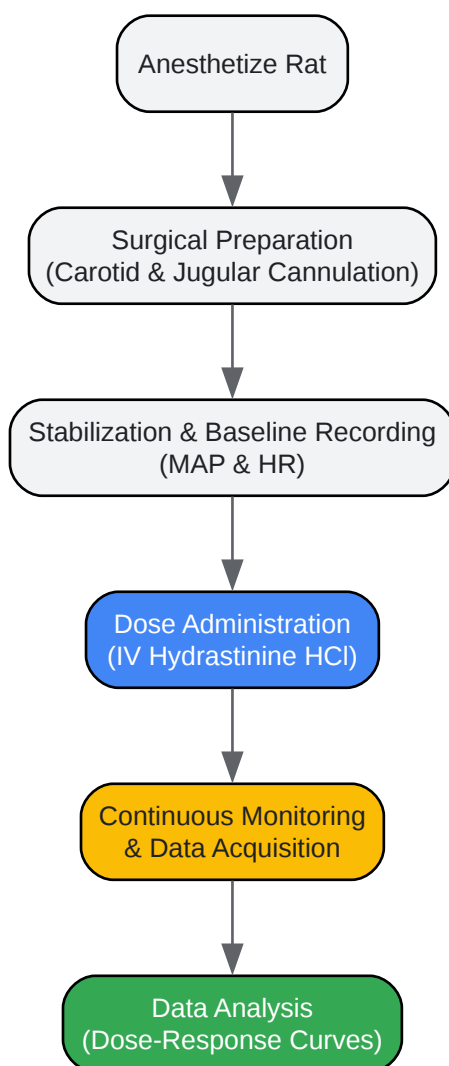 Anesthetize Rat
Surgical Preparation
(Carotid & Jugular Cannulation)
Stabilization & Baseline Recording
(MAP & HR)
Dose Administration
(IV Hydrastinine HCl)
Continuous Monitoring
& Data Acquisition
Data Analysis
(Dose-Response Curves)